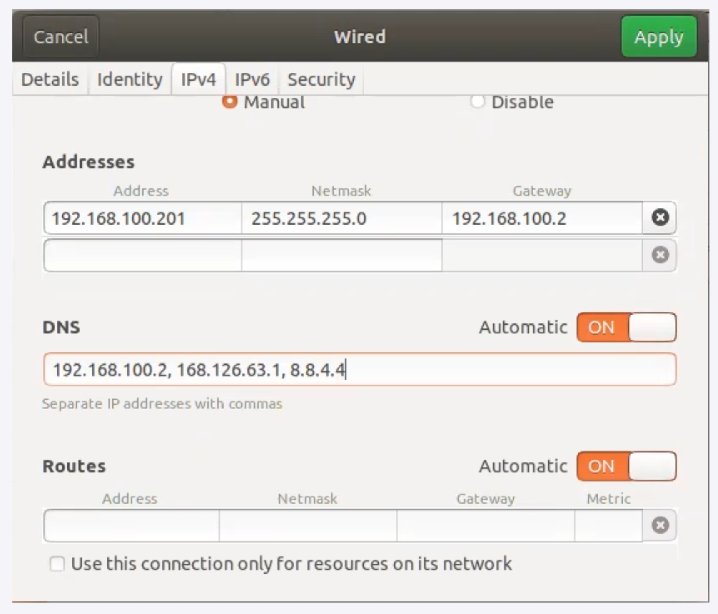 Cancel Wired Apply
Details Identity IPv4 IPv6 Security
Manual Disable
Addresses
Address Netmask Gateway
192.168.100.201 255.255.255.0 192.168.100.2
DNS Automatic ON
192.168.100.2, 168.126.63.1, 8.8.4.4
Separate IP addresses with commas
Routes Automatic ON
Address Netmask Gateway Metric
Use this connection only for resources on its network